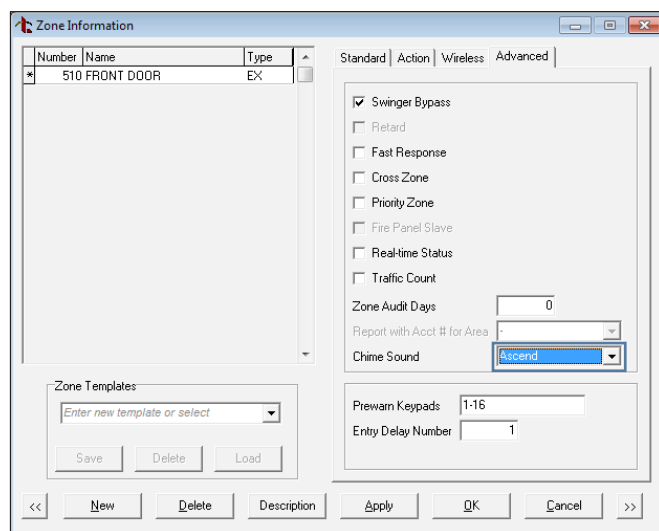 Zone Information
Number Name Type
* 510 FRONT DOOR EX
Zone Templates
Enter new template or select
Save Delete Load
Standard Action Wireless Advanced
Swinger Bypass
Retard
Fast Response
Cross Zone
Priority Zone
Fire Panel Slave
Real-time Status
Traffic Count
Zone Audit Days 0
Report with Acct # for Area -
Chime Sound Ascend
Prewarn Keypads 1-16
Entry Delay Number 1
<< New Delete Description Apply OK Cancel >>